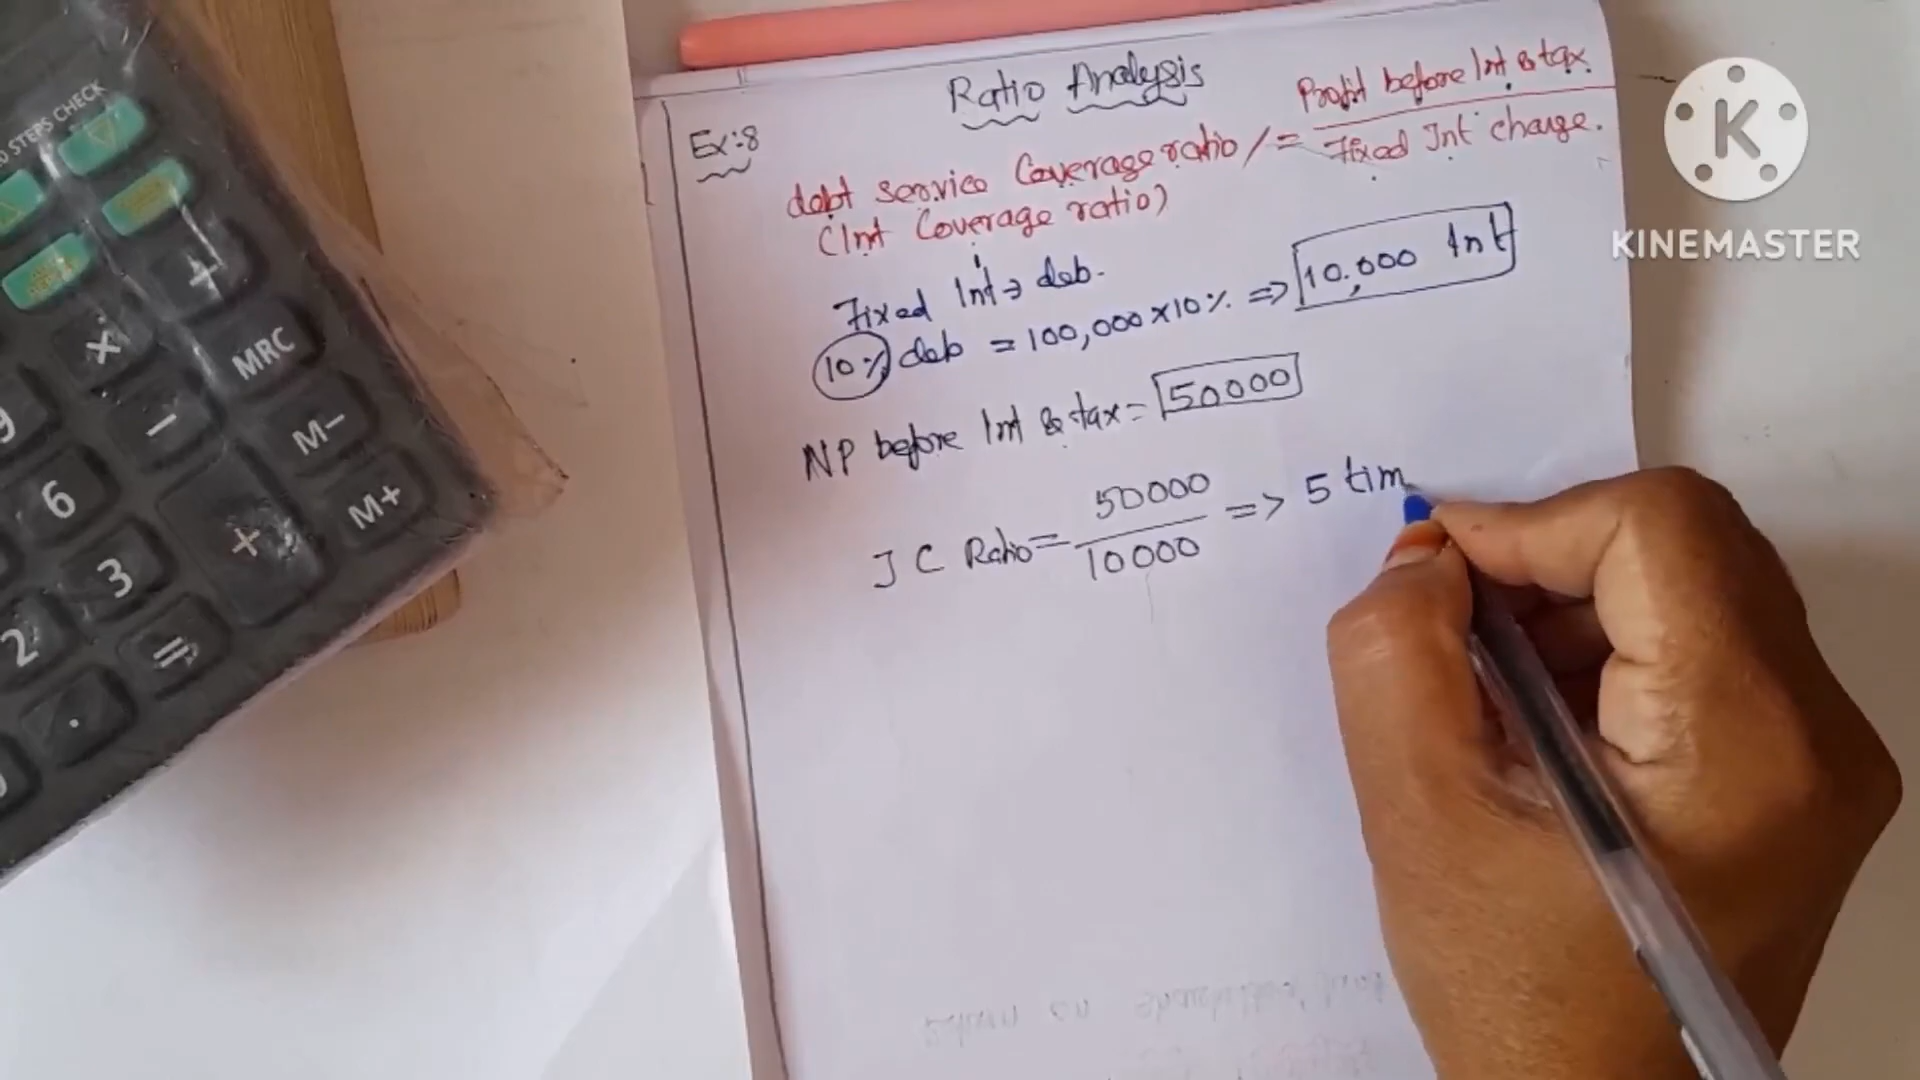 Ratio Analysis
Ex:8
debt service Coverage ratio / = Profit before Int & tax / Fixed Int charge.
(Int Coverage ratio)
Fixed Int → deb.
10% deb = 100,000 × 10% => 10,000 Int
NP before Int & tax = 50000
I C Ratio = 50000 / 10000 => 5 tim
K
KINEMASTER
0 STEPS CHECK
MRC
M-
M+
+
×
-
+
9
6
3
2
=
.